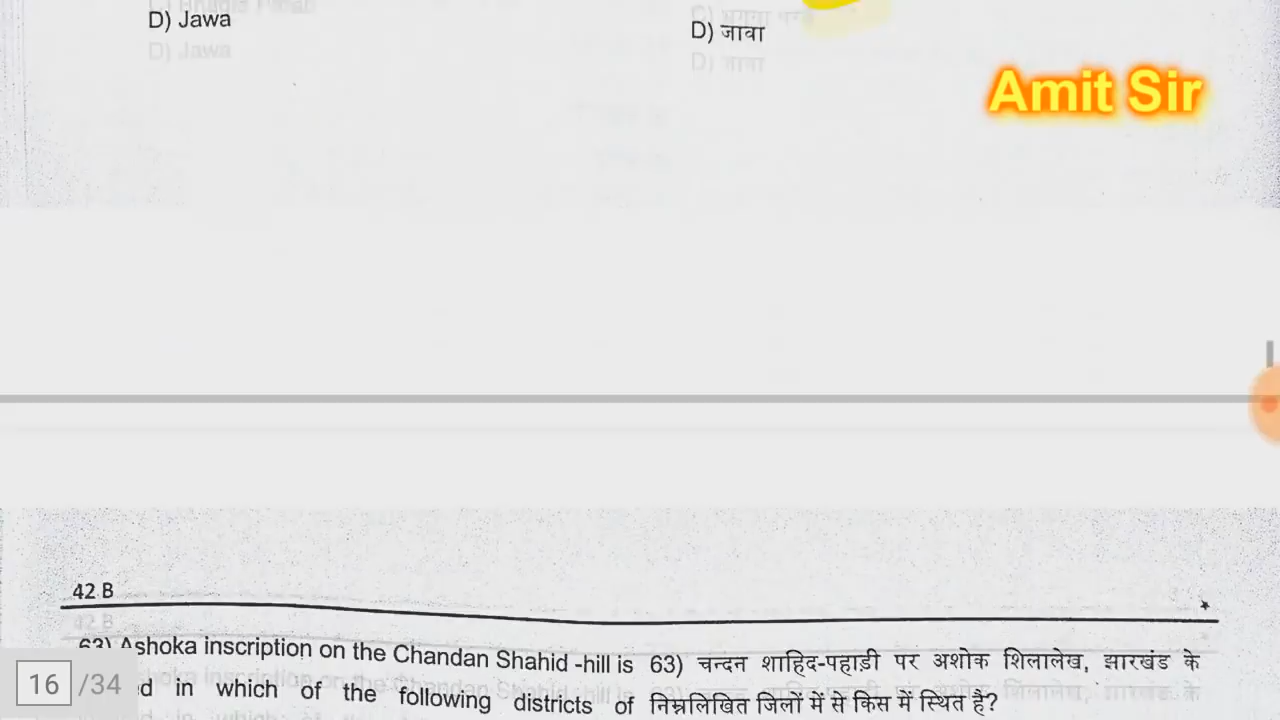 D) Jawa
D) जावा
Amit Sir
42 B
63) Ashoka inscription on the Chandan Shahid -hill is
d in which of the following districts of
63) चन्दन शाहिद-पहाड़ी पर अशोक शिलालेख, झारखंड के
निम्नलिखित जिलों में से किस में स्थित है?
16 /34